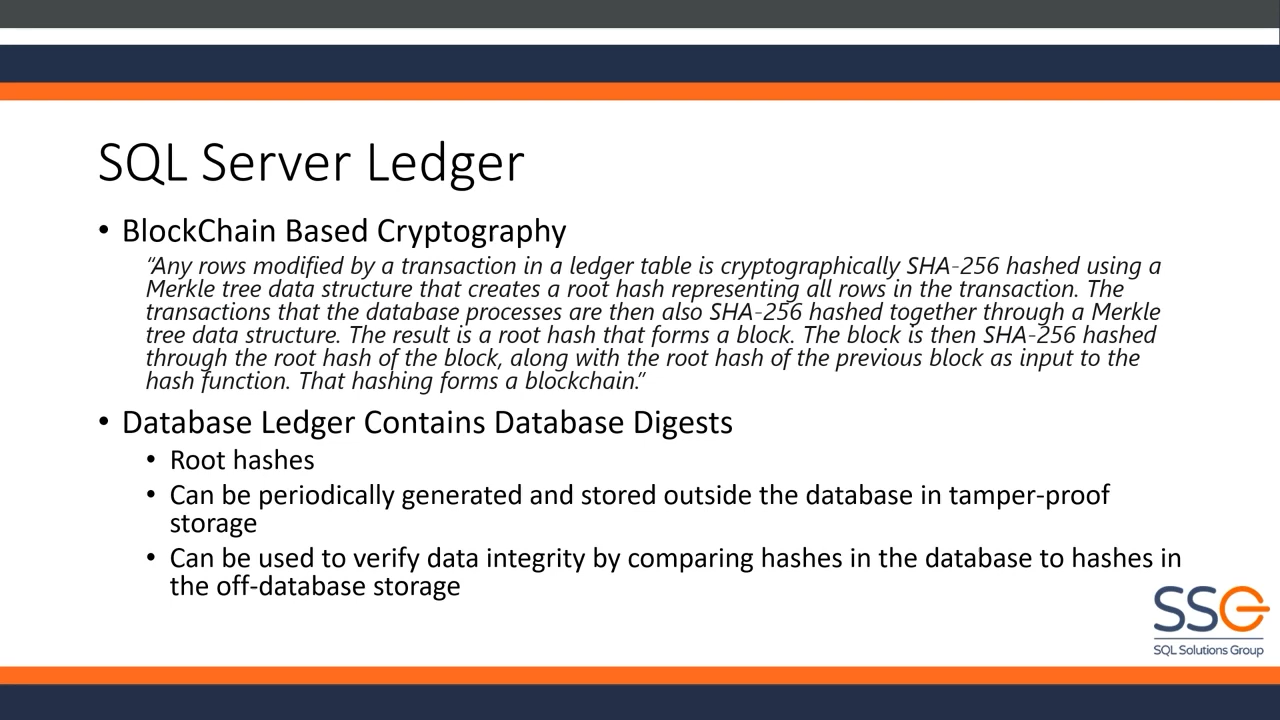 SQL Server Ledger
• BlockChain Based Cryptography
“Any rows modified by a transaction in a ledger table is cryptographically SHA-256 hashed using a
Merkle tree data structure that creates a root hash representing all rows in the transaction. The
transactions that the database processes are then also SHA-256 hashed together through a Merkle
tree data structure. The result is a root hash that forms a block. The block is then SHA-256 hashed
through the root hash of the block, along with the root hash of the previous block as input to the
hash function. That hashing forms a blockchain.”
• Database Ledger Contains Database Digests
• Root hashes
• Can be periodically generated and stored outside the database in tamper-proof
storage
• Can be used to verify data integrity by comparing hashes in the database to hashes in
the off-database storage
SSG
SQL Solutions Group